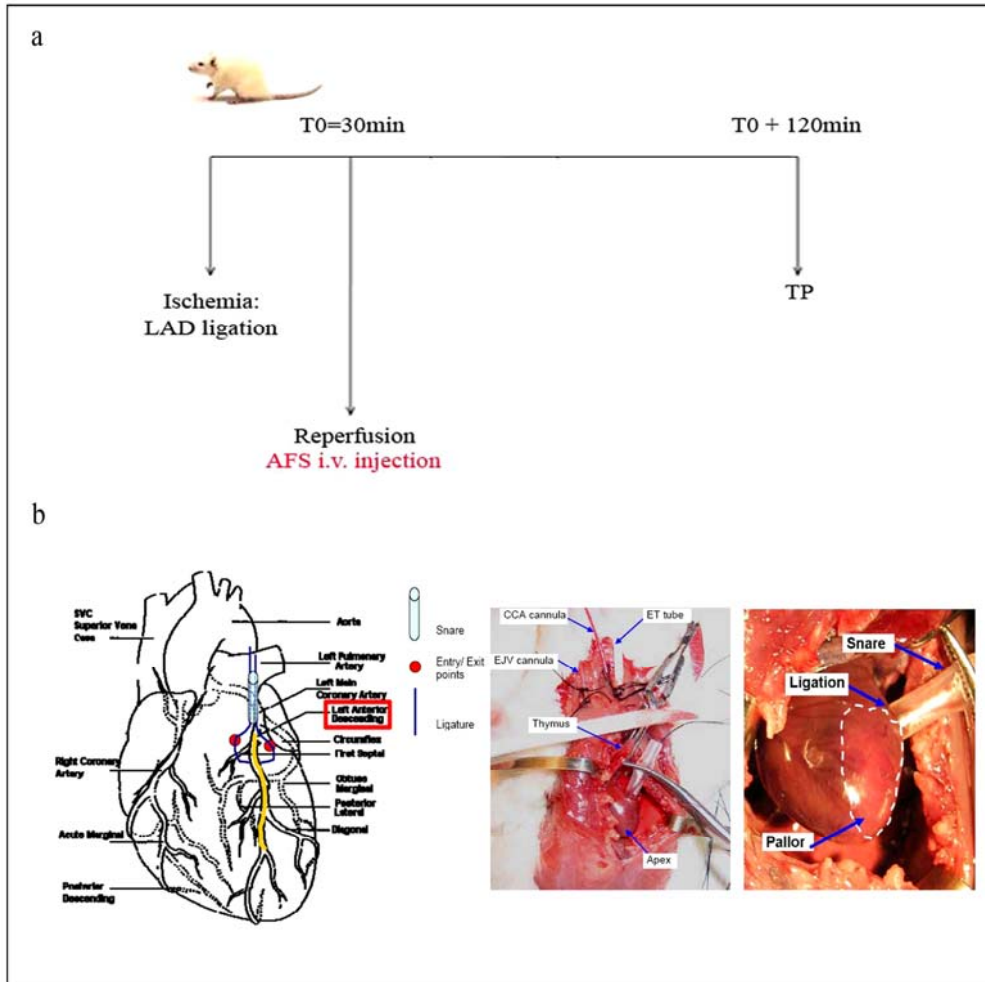 a
T0=30min
T0 + 120min
Ischemia:
LAD ligation
TP
Reperfusion
AFS i.v. injection
b
SVC
Superior Vena
Cava
Aorta
Left Pulmonary
Artery
Left Main
Coronary Artery
Left Anterior
Descending
Circumflex
First Septal
Right Coronary
Artery
Obtuse
Marginal
Posterior
Lateral
Acute Marginal
Diagonal
Posterior
Descending
Snare
Entry/ Exit
points
Ligature
CCA cannula
ET tube
EJV cannula
Thymus
Apex
Snare
Ligation
Pallor